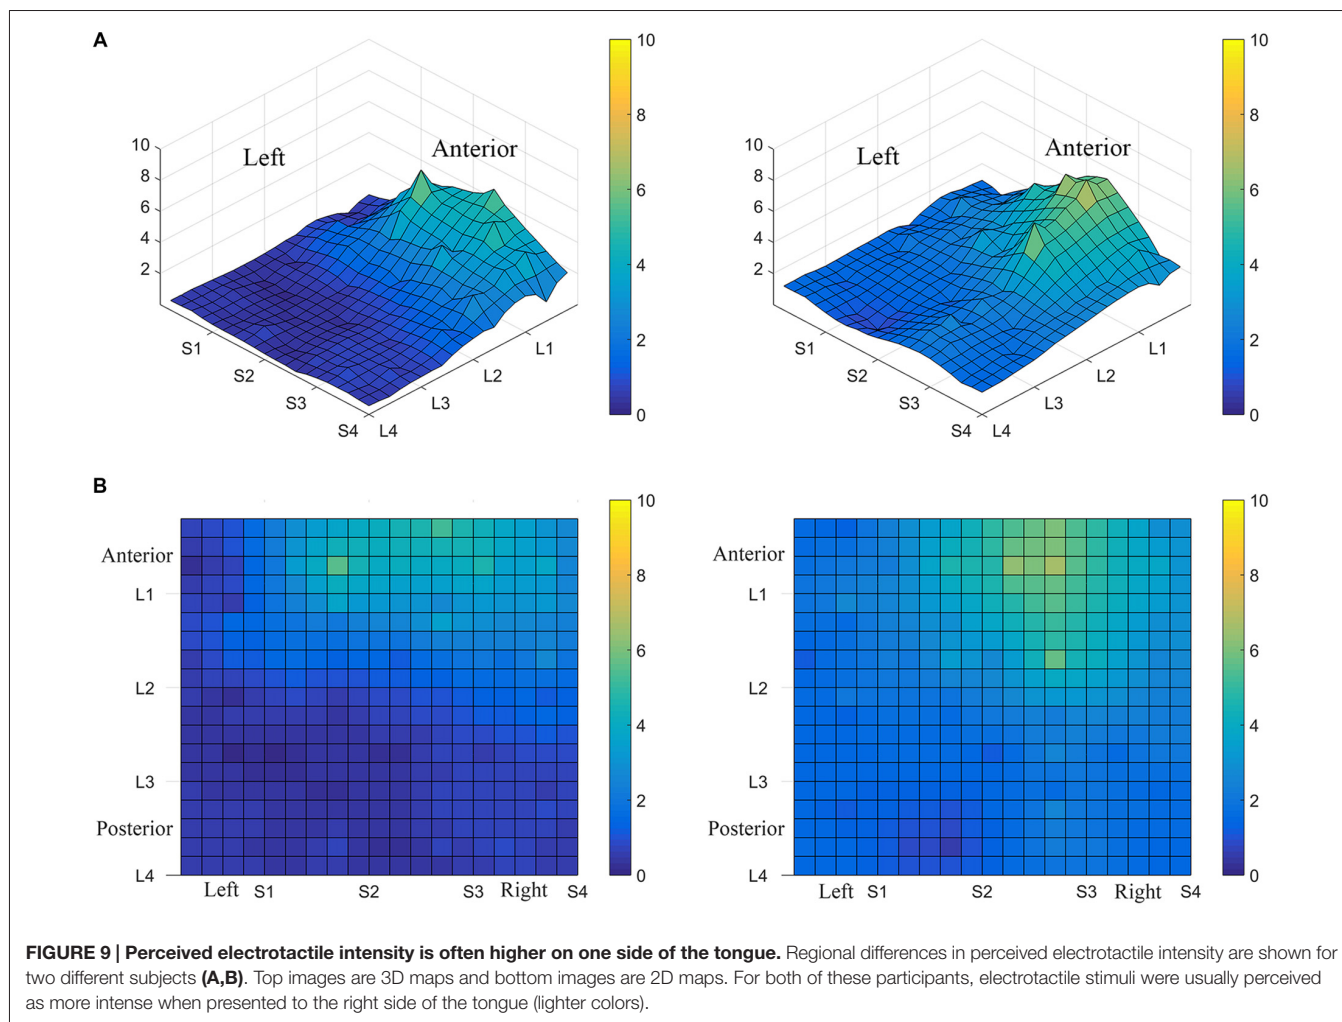 A
Left
Anterior
10
8
6
4
2
S1
S2
S3
S4
L4
L3
L2
L1
10
8
6
4
2
0
Left
Anterior
10
8
6
4
2
S1
S2
S3
S4
L4
L3
L2
L1
10
8
6
4
2
0
B
Anterior
L1
L2
L3
Posterior
L4
Left S1 S2 S3 Right S4
10
8
6
4
2
0
Anterior
L1
L2
L3
Posterior
L4
Left S1 S2 S3 Right S4
10
8
6
4
2
0
FIGURE 9 | Perceived electrotactile intensity is often higher on one side of the tongue. Regional differences in perceived electrotactile intensity are shown for
two different subjects (A,B). Top images are 3D maps and bottom images are 2D maps. For both of these participants, electrotactile stimuli were usually perceived
as more intense when presented to the right side of the tongue (lighter colors).